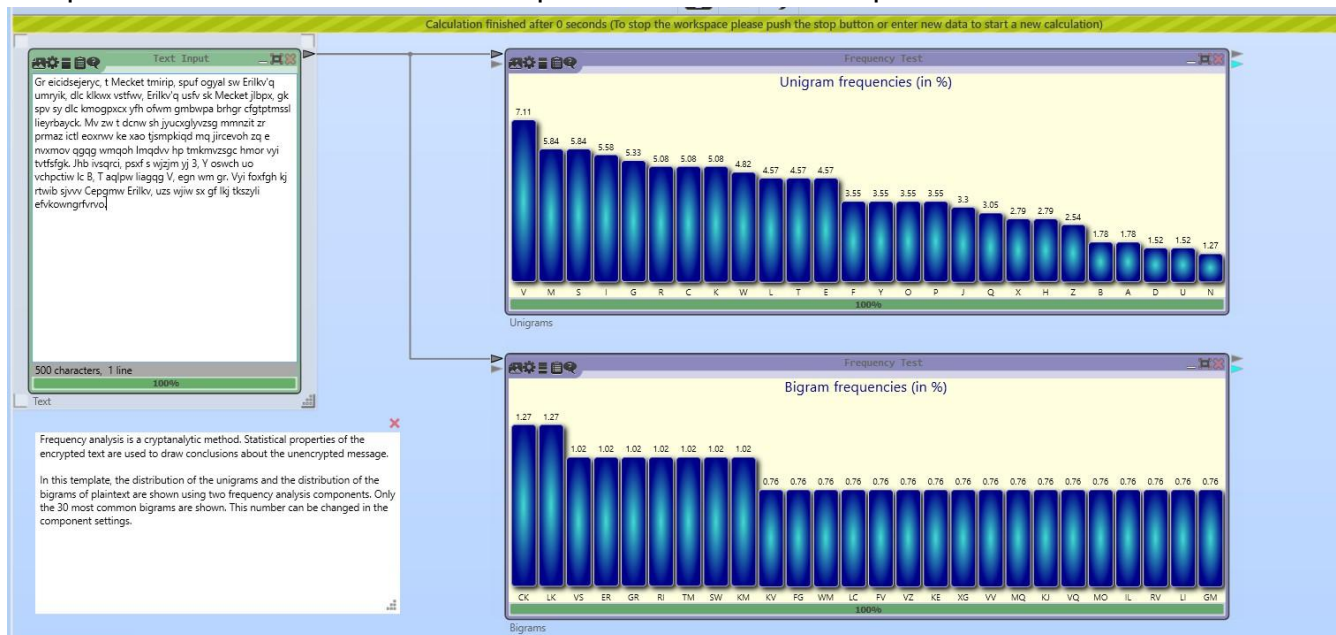 Calculation finished after 0 seconds (To stop the workspace please push the stop button or enter new data to start a new calculation)
Text Input
Gr eicidsejeryc, t Mecket tmirip, spuf ogyal sw Erilkv'q
umryik, dlc klkwx vstfwv, Erilkv'q usfv sk Mecket jlbpx, gk
spv sy dlc kmogpxcx yfh ofwm gmbwpa brhgr cfgtptmssl
lieyrbayck. Mv zw t dcnw sh jyucxglyvzsg mmnzit zr
prmaz ictl eoxrwv ke xao tjsmpkiqd mq jircevoh zq e
nvxmov qgqg wmqoh lmqdvv hp tmkmvzsgc hmor vyi
tvtfsfgk. Jhb ivsqrci, psxf s wjzjm yj 3, Y oswch uo
vchpctiw lc B, T aqlpw liagqg V, egn wm gr. Vyi foxfgh kj
rtwib sjvvv Cepgmw Erilkv, uzs wjiw sx gf lkj tkszyli
efvkowngrfvrvo.
500 characters, 1 line
100%
Text
Frequency analysis is a cryptanalytic method. Statistical properties of the
encrypted text are used to draw conclusions about the unencrypted message.
In this template, the distribution of the unigrams and the distribution of the
bigrams of plaintext are shown using two frequency analysis components. Only
the 30 most common bigrams are shown. This number can be changed in the
component settings.
Frequency Test
Unigram frequencies (in %)
7.11 5.84 5.84 5.58 5.33 5.08 5.08 5.08 4.82 4.57 4.57 4.57 3.55 3.55 3.55 3.55 3.3 3.05 2.79 2.79 2.54 1.78 1.78 1.52 1.52 1.27
V M S I G R C K W L T E F Y O P J Q X H Z B A D U N
100%
Unigrams
Frequency Test
Bigram frequencies (in %)
1.27 1.27 1.02 1.02 1.02 1.02 1.02 1.02 1.02 0.76 0.76 0.76 0.76 0.76 0.76 0.76 0.76 0.76 0.76 0.76 0.76 0.76 0.76 0.76 0.76 0.76
CK LK VS ER GR RI TM SW KM KV FG WM LC FV VZ KE XG VV MQ KJ VQ MO IL RV LI GM
100%
Bigrams